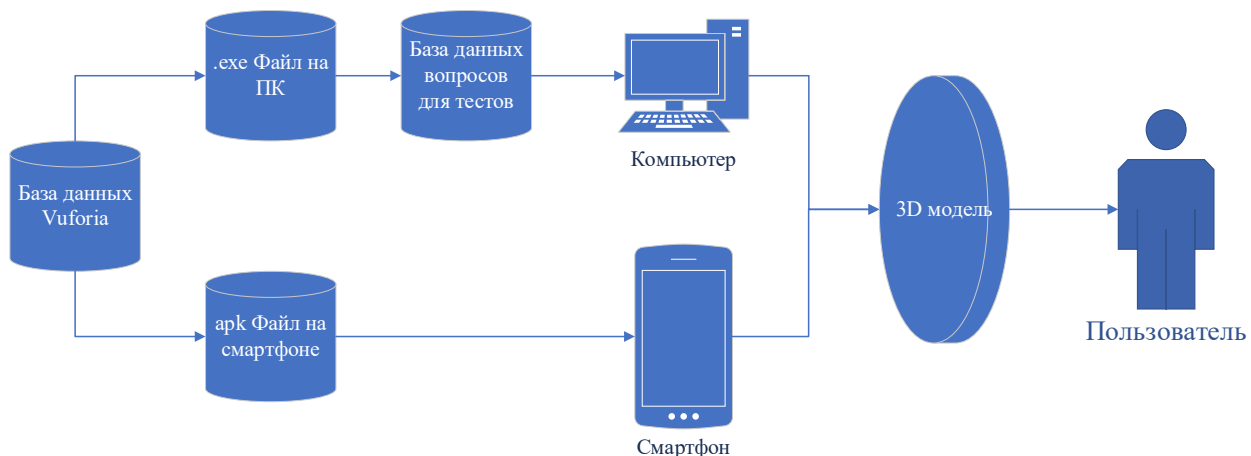 .exe Файл на
ПК
База данных
вопросов
для тестов
Компьютер
База данных
Vuforia
3D модель
apk Файл на
смартфоне
Смартфон
Пользователь